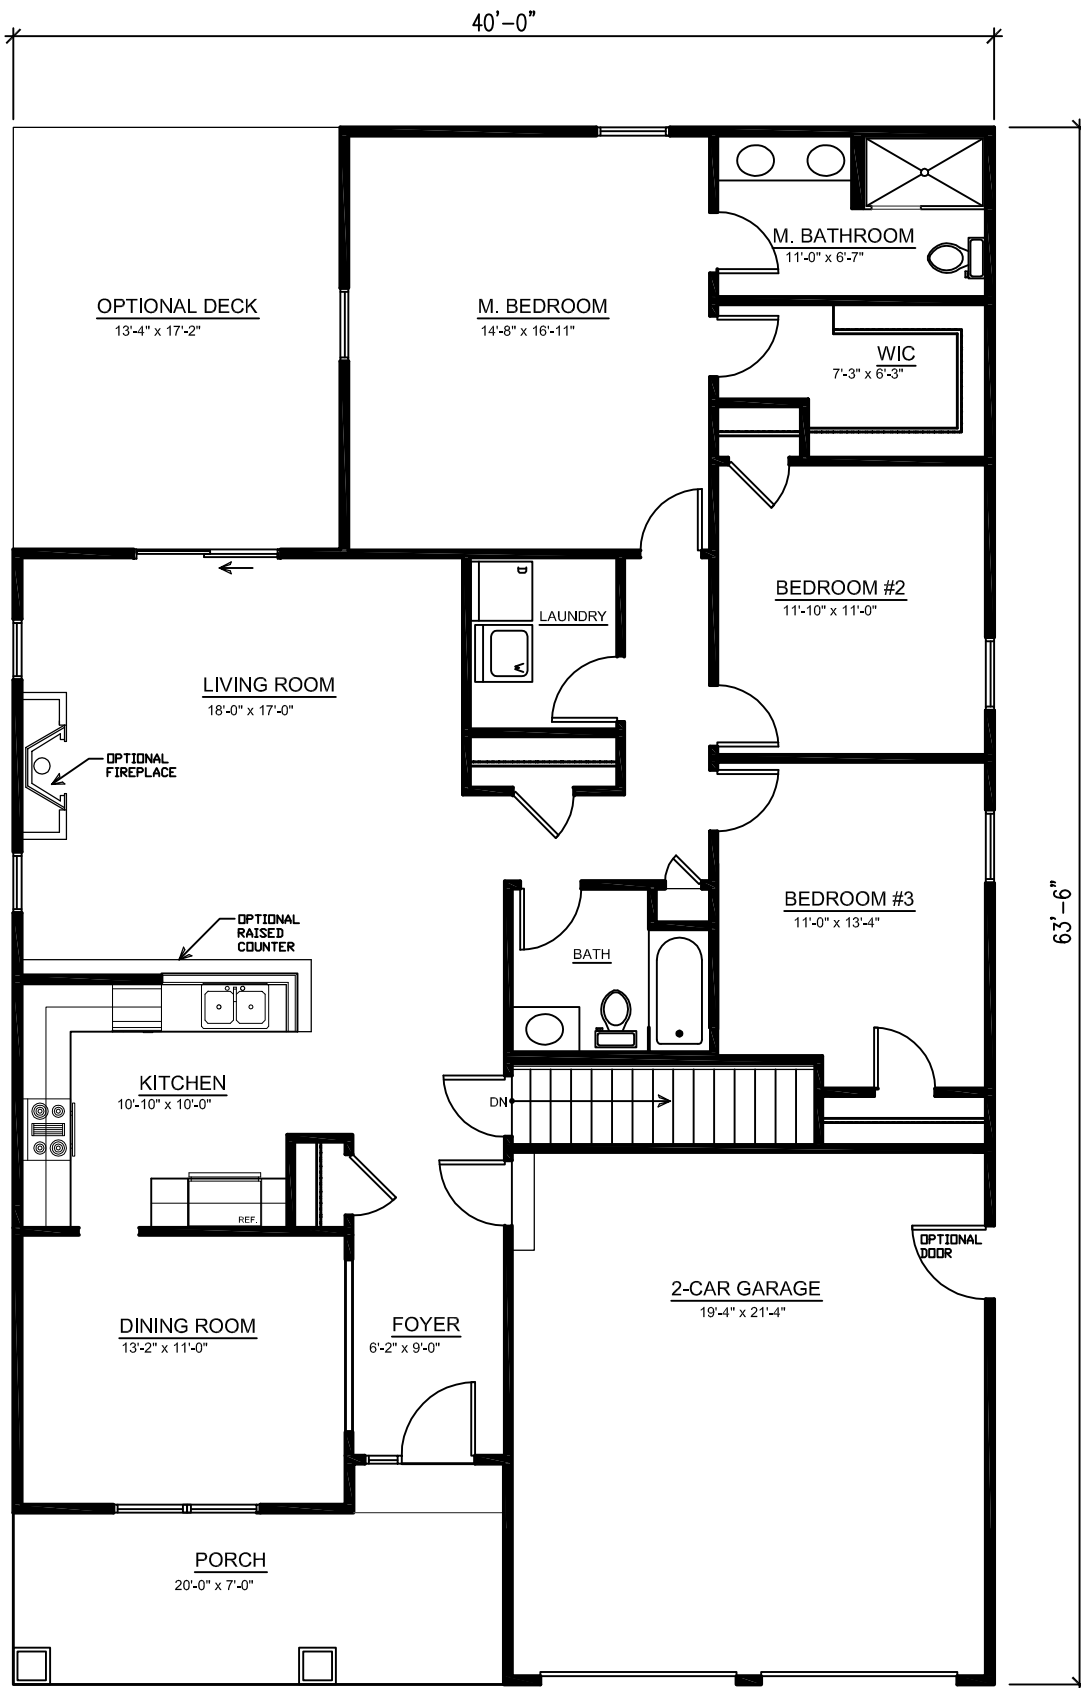 40'-0"
M. BATHROOM
11'-0" x 6'-7"
OPTIONAL DECK
13'-4" x 17'-2"
M. BEDROOM
14'-8" x 16'-11"
WIC
7'-3" x 6'-3"
D
LAUNDRY
W
BEDROOM #2
11'-10" x 11'-0"
LIVING ROOM
18'-0" x 17'-0"
OPTIONAL
FIREPLACE
63'-6"
BEDROOM #3
11'-0" x 13'-4"
OPTIONAL
RAISED
COUNTER
BATH
KITCHEN
10'-10" x 10'-0"
DN
REF.
OPTIONAL
DOOR
2-CAR GARAGE
19'-4" x 21'-4"
DINING ROOM
13'-2" x 11'-0"
FOYER
6'-2" x 9'-0"
PORCH
20'-0" x 7'-0"